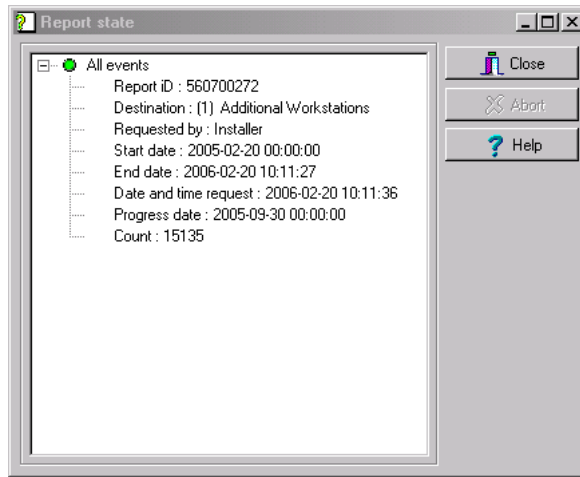 Report state
All events
Report iD : 560700272
Destination : (1) Additional Workstations
Requested by : Installer
Start date : 2005-02-20 00:00:00
End date : 2006-02-20 10:11:27
Date and time request : 2006-02-20 10:11:36
Progress date : 2005-09-30 00:00:00
Count : 15135
Close
Abort
Help